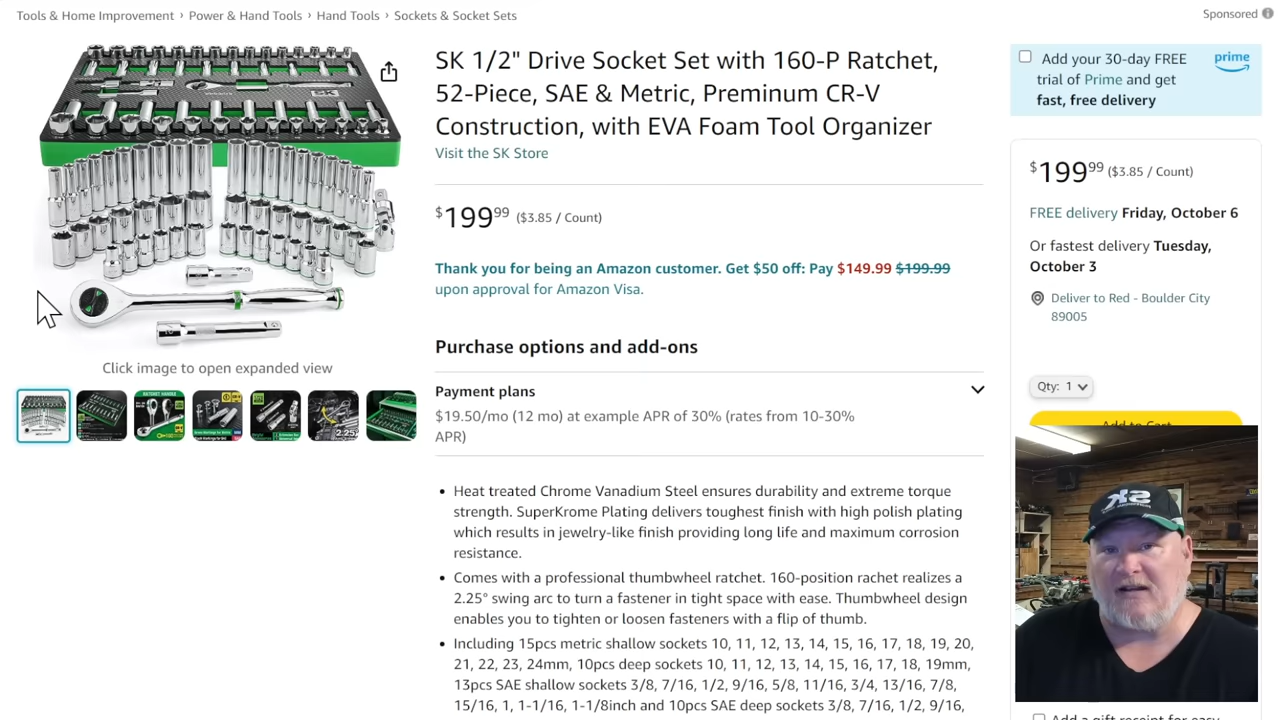 Tools & Home Improvement › Power & Hand Tools › Hand Tools › Sockets & Socket Sets
Sponsored
SK 1/2" Drive Socket Set with 160-P Ratchet,
52-Piece, SAE & Metric, Preminum CR-V
Construction, with EVA Foam Tool Organizer
Visit the SK Store
$199.99 ($3.85 / Count)
Thank you for being an Amazon customer. Get $50 off: Pay $149.99 $199.99
upon approval for Amazon Visa.
Purchase options and add-ons
Payment plans
$19.50/mo (12 mo) at example APR of 30% (rates from 10-30%
APR)
• Heat treated Chrome Vanadium Steel ensures durability and extreme torque
strength. SuperKrome Plating delivers toughest finish with high polish plating
which results in jewelry-like finish providing long life and maximum corrosion
resistance.
• Comes with a professional thumbwheel ratchet. 160-position rachet realizes a
2.25° swing arc to turn a fastener in tight space with ease. Thumbwheel design
enables you to tighten or loosen fasteners with a flip of thumb.
• Including 15pcs metric shallow sockets 10, 11, 12, 13, 14, 15, 16, 17, 18, 19, 20,
21, 22, 23, 24mm, 10pcs deep sockets 10, 11, 12, 13, 14, 15, 16, 17, 18, 19mm,
13pcs SAE shallow sockets 3/8, 7/16, 1/2, 9/16, 5/8, 11/16, 3/4, 13/16, 7/8,
15/16, 1, 1-1/16, 1-1/8inch and 10pcs SAE deep sockets 3/8, 7/16, 1/2, 9/16,
Click image to open expanded view
2.25°
Add your 30-day FREE
trial of Prime and get
fast, free delivery
prime
$199.99 ($3.85 / Count)
FREE delivery Friday, October 6
Or fastest delivery Tuesday,
October 3
Deliver to Red - Boulder City
89005
Qty: 1
Add to Cart
SK
Add a gift receipt for easy